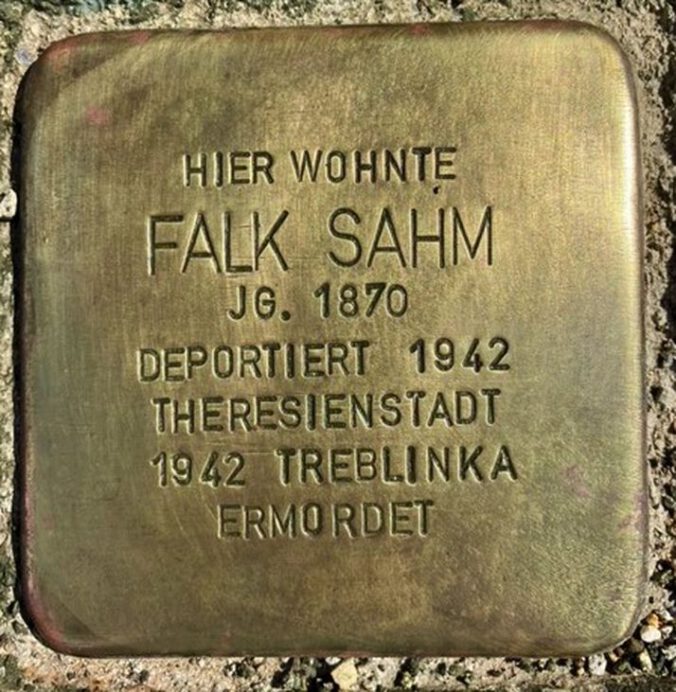 HIER WOHNTE
FALK SAHM
JG. 1870
DEPORTIERT 1942
THERESIENSTADT
1942 TREBLINKA
ERMORDET